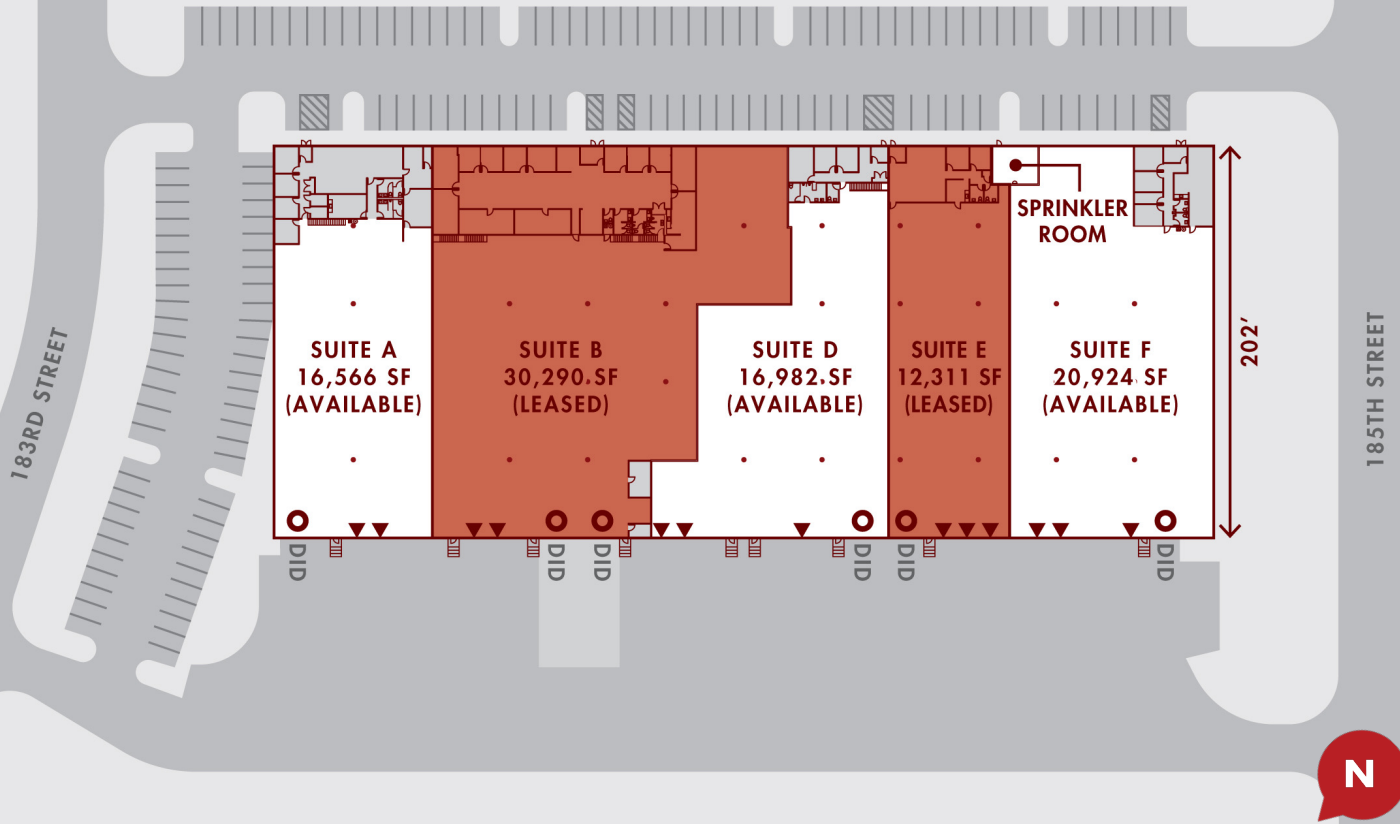 SPRINKLER
ROOM
SUITE A
16,566 SF
(AVAILABLE)
SUITE B
30,290 SF
(LEASED)
SUITE D
16,982 SF
(AVAILABLE)
SUITE E
12,311 SF
(LEASED)
SUITE F
20,924 SF
(AVAILABLE)
202'
183RD STREET
185TH STREET
DID
DID
DID
DID
DID
DID
N